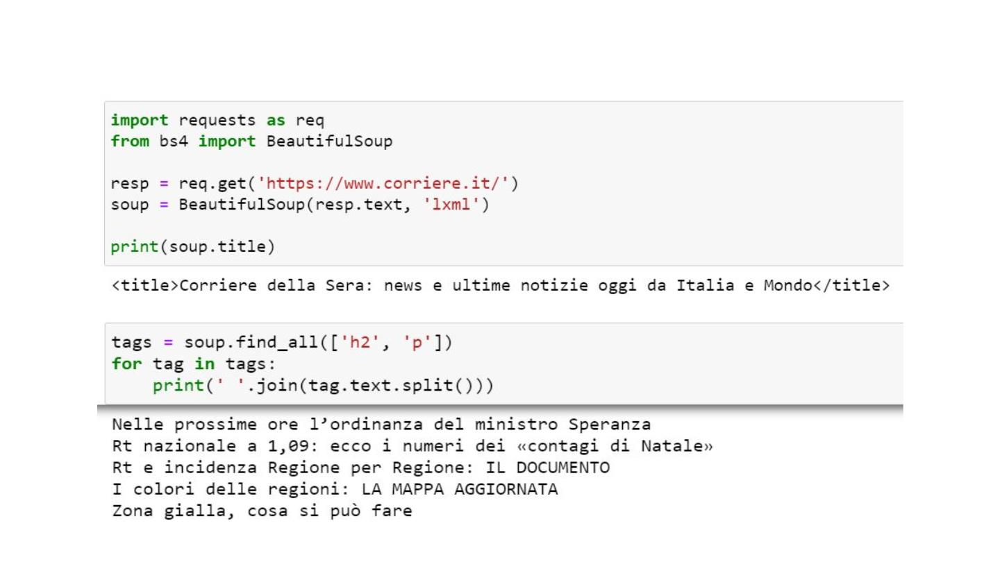 import requests as req
from bs4 import BeautifulSoup
resp = req.get('https://www.corriere.it/')
soup = BeautifulSoup(resp.text, 'lxml')
print(soup.title)
<title>Corriere della Sera: news e ultime notizie oggi da Italia e Mondo</title>
tags = soup.find_all(['h2', 'p'])
for tag in tags:
    print(' '.join(tag.text.split()))
Nelle prossime ore l’ordinanza del ministro Speranza
Rt nazionale a 1,09: ecco i numeri dei «contagi di Natale»
Rt e incidenza Regione per Regione: IL DOCUMENTO
I colori delle regioni: LA MAPPA AGGIORNATA
Zona gialla, cosa si può fare